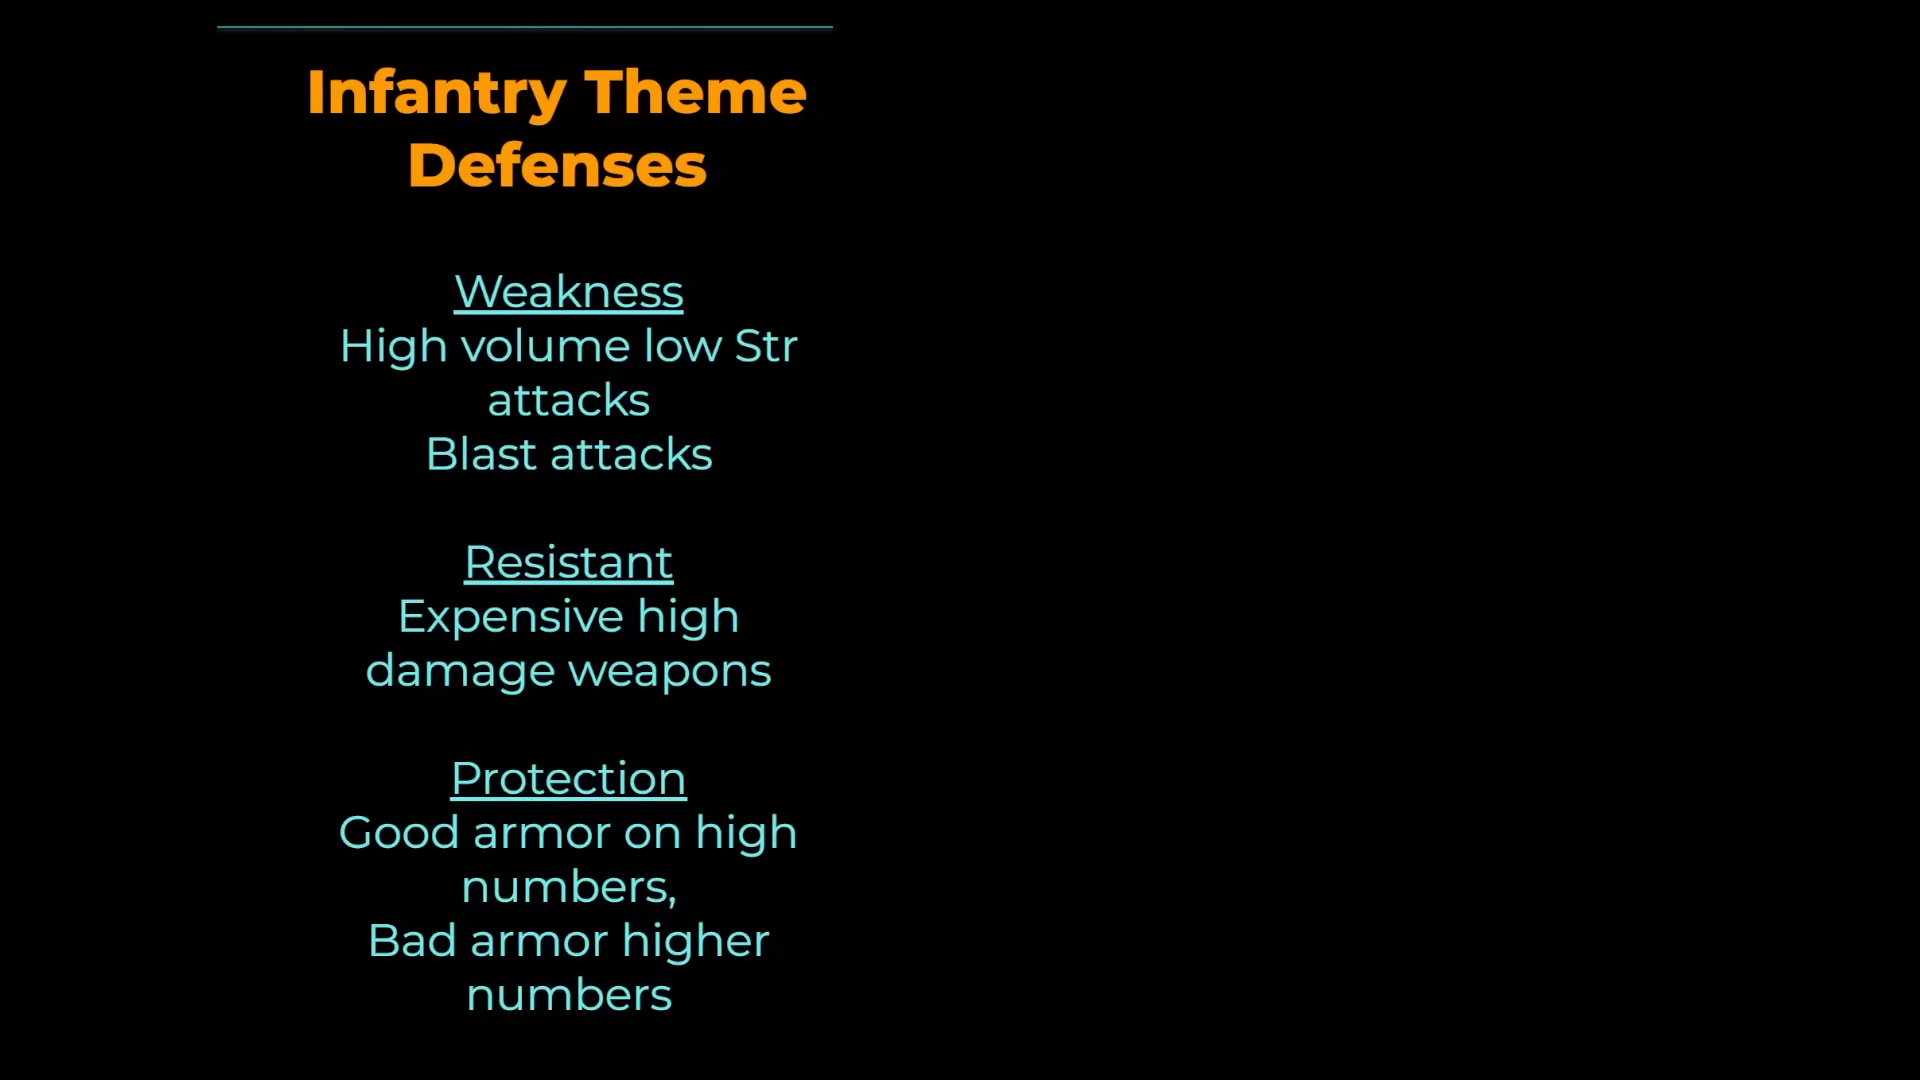 Infantry Theme
Defenses
Weakness
High volume low Str
attacks
Blast attacks
Resistant
Expensive high
damage weapons
Protection
Good armor on high
numbers,
Bad armor higher
numbers